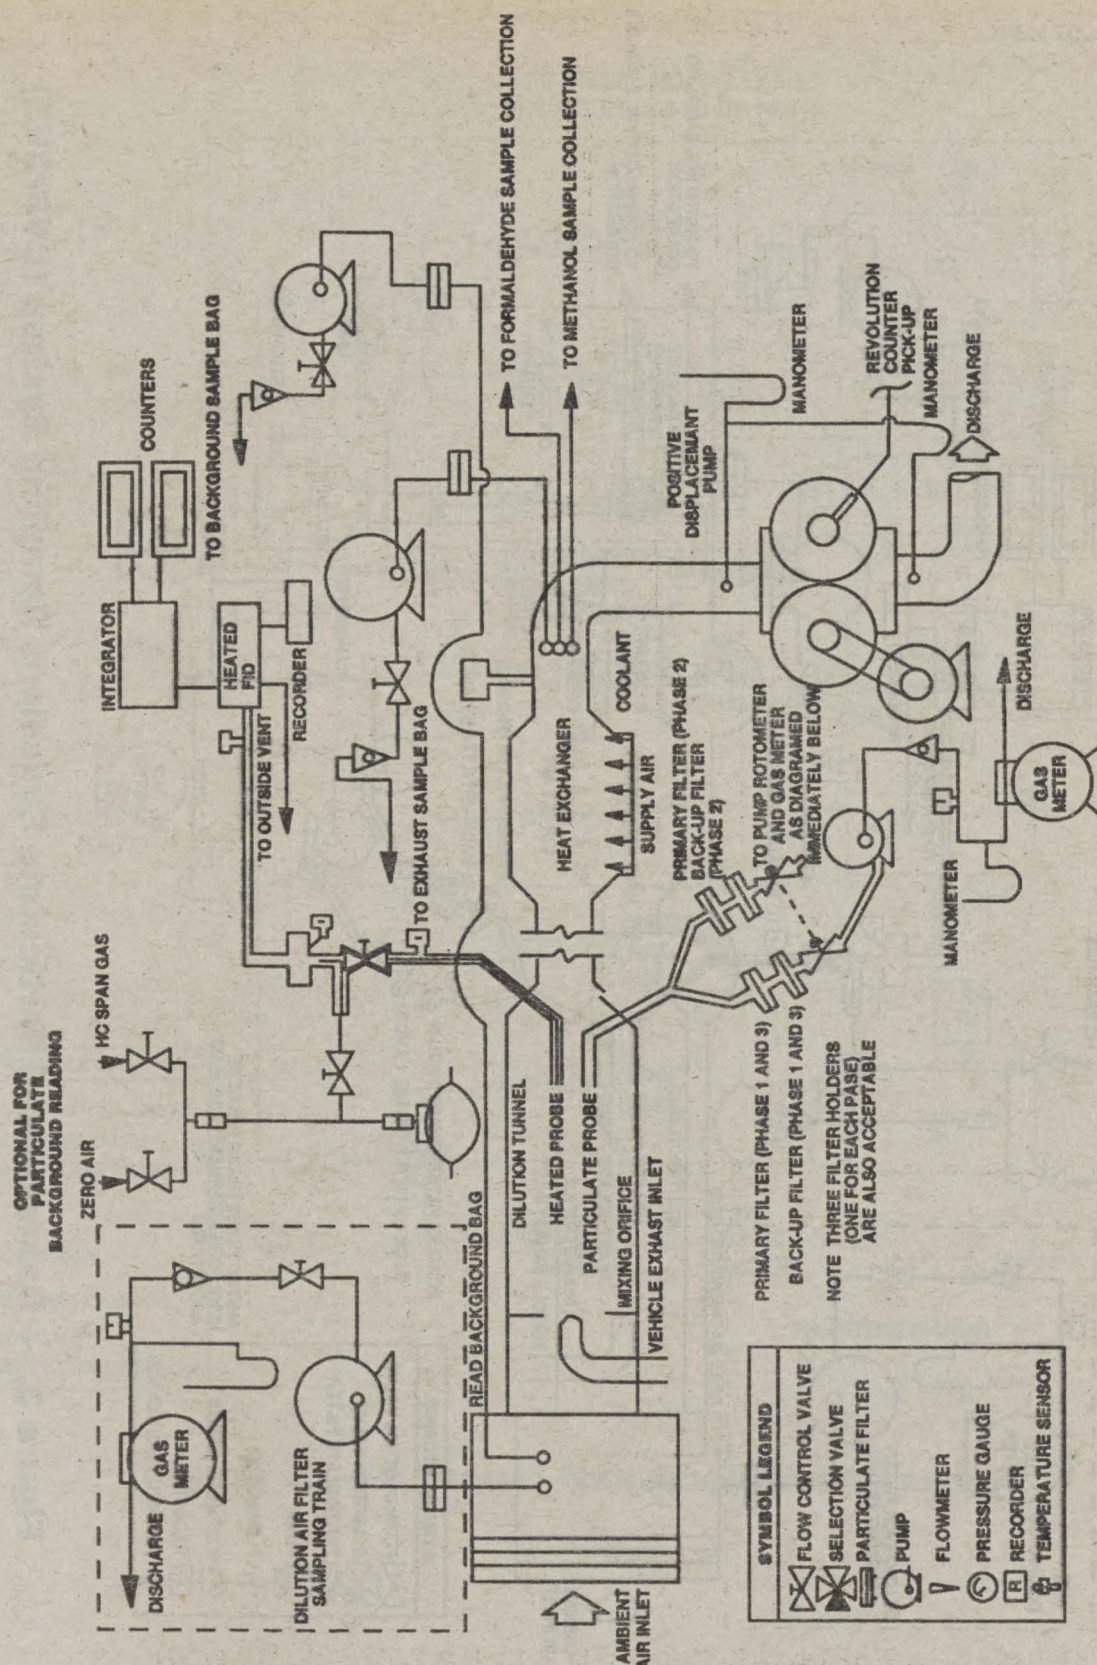 OPTIONAL FOR
PARTICULATE
BACKGROUND READING
ZERO AIR
HC SPAN GAS
DISCHARGE
GAS
METER
DILUTION AIR FILTER
SAMPLING TRAIN
READ BACKGROUND BAG
INTEGRATOR
COUNTERS
HEATED
FID
RECORDER
TO OUTSIDE VENT
TO BACKGROUND SAMPLE BAG
TO EXHAUST SAMPLE BAG
TO FORMALDEHYDE SAMPLE COLLECTION
TO METHANOL SAMPLE COLLECTION
AMBIENT
AIR INLET
DILUTION TUNNEL
HEATED PROBE
PARTICULATE PROBE
MIXING ORIFICE
VEHICLE EXHAST INLET
HEAT EXCHANGER
COOLANT
SUPPLY AIR
POSITIVE
DISPLACEMANT
PUMP
MANOMETER
REVOLUTION
COUNTER
PICK-UP
MANOMETER
DISCHARGE
PRIMARY FILTER (PHASE 2)
BACK-UP FILTER
(PHASE 2)
TO PUMP ROTOMETER
AND GAS METER
AS DIAGRAMED
IMMEDIATELY BELOW
PRIMARY FILTER (PHASE 1 AND 3)
BACK-UP FILTER (PHASE 1 AND 3)
NOTE THREE FILTER HOLDERS
(ONE FOR EACH PASE)
ARE ALSO ACCEPTABLE
MANOMETER
DISCHARGE
GAS
METER
SYMBOL LEGEND
FLOW CONTROL VALVE
SELECTION VALVE
PARTICULATE FILTER
PUMP
FLOWMETER
PRESSURE GAUGE
R RECORDER
TEMPERATURE SENSOR